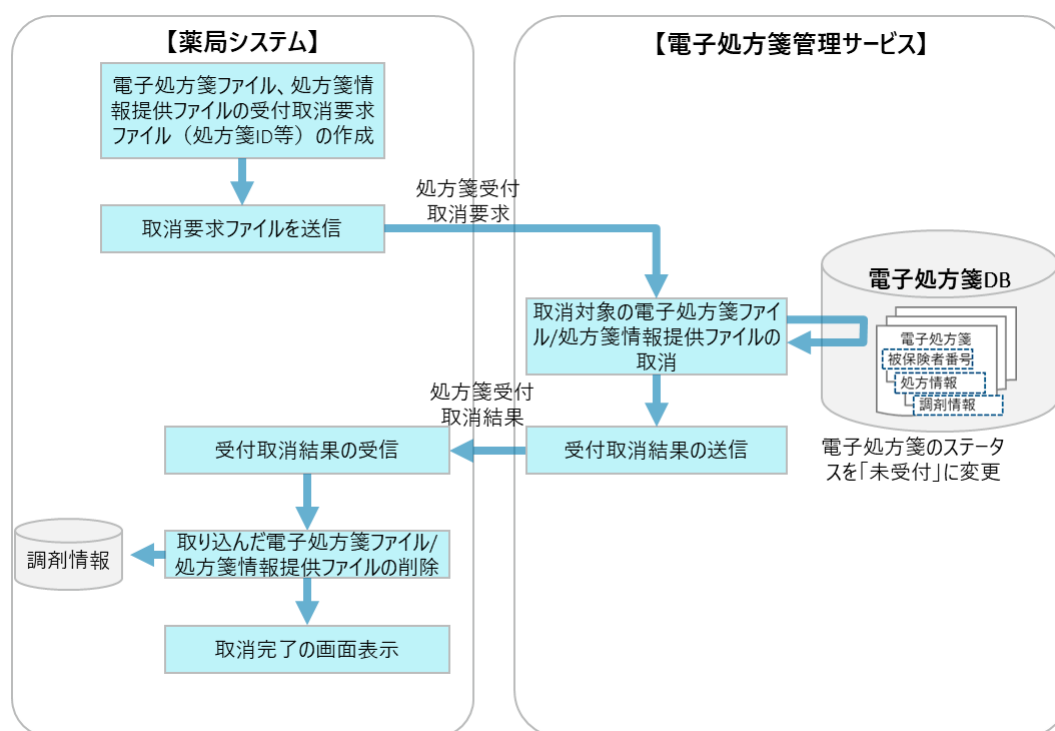 【薬局システム】
電子処方箋ファイル、処方箋情
報提供ファイルの受付取消要求
ファイル（処方箋ID等）の作成
取消要求ファイルを送信
処方箋受付
取消要求
【電子処方箋管理サービス】
取消対象の電子処方箋ファイ
ル/処方箋情報提供ファイルの
取消
電子処方箋DB
電子処方箋
被保険者番号
処方情報
調剤情報
電子処方箋のステータ
スを「未受付」に変更
受付取消結果の送信
処方箋受付
取消結果
受付取消結果の受信
取り込んだ電子処方箋ファイル/
処方箋情報提供ファイルの削除
調剤情報
取消完了の画面表示